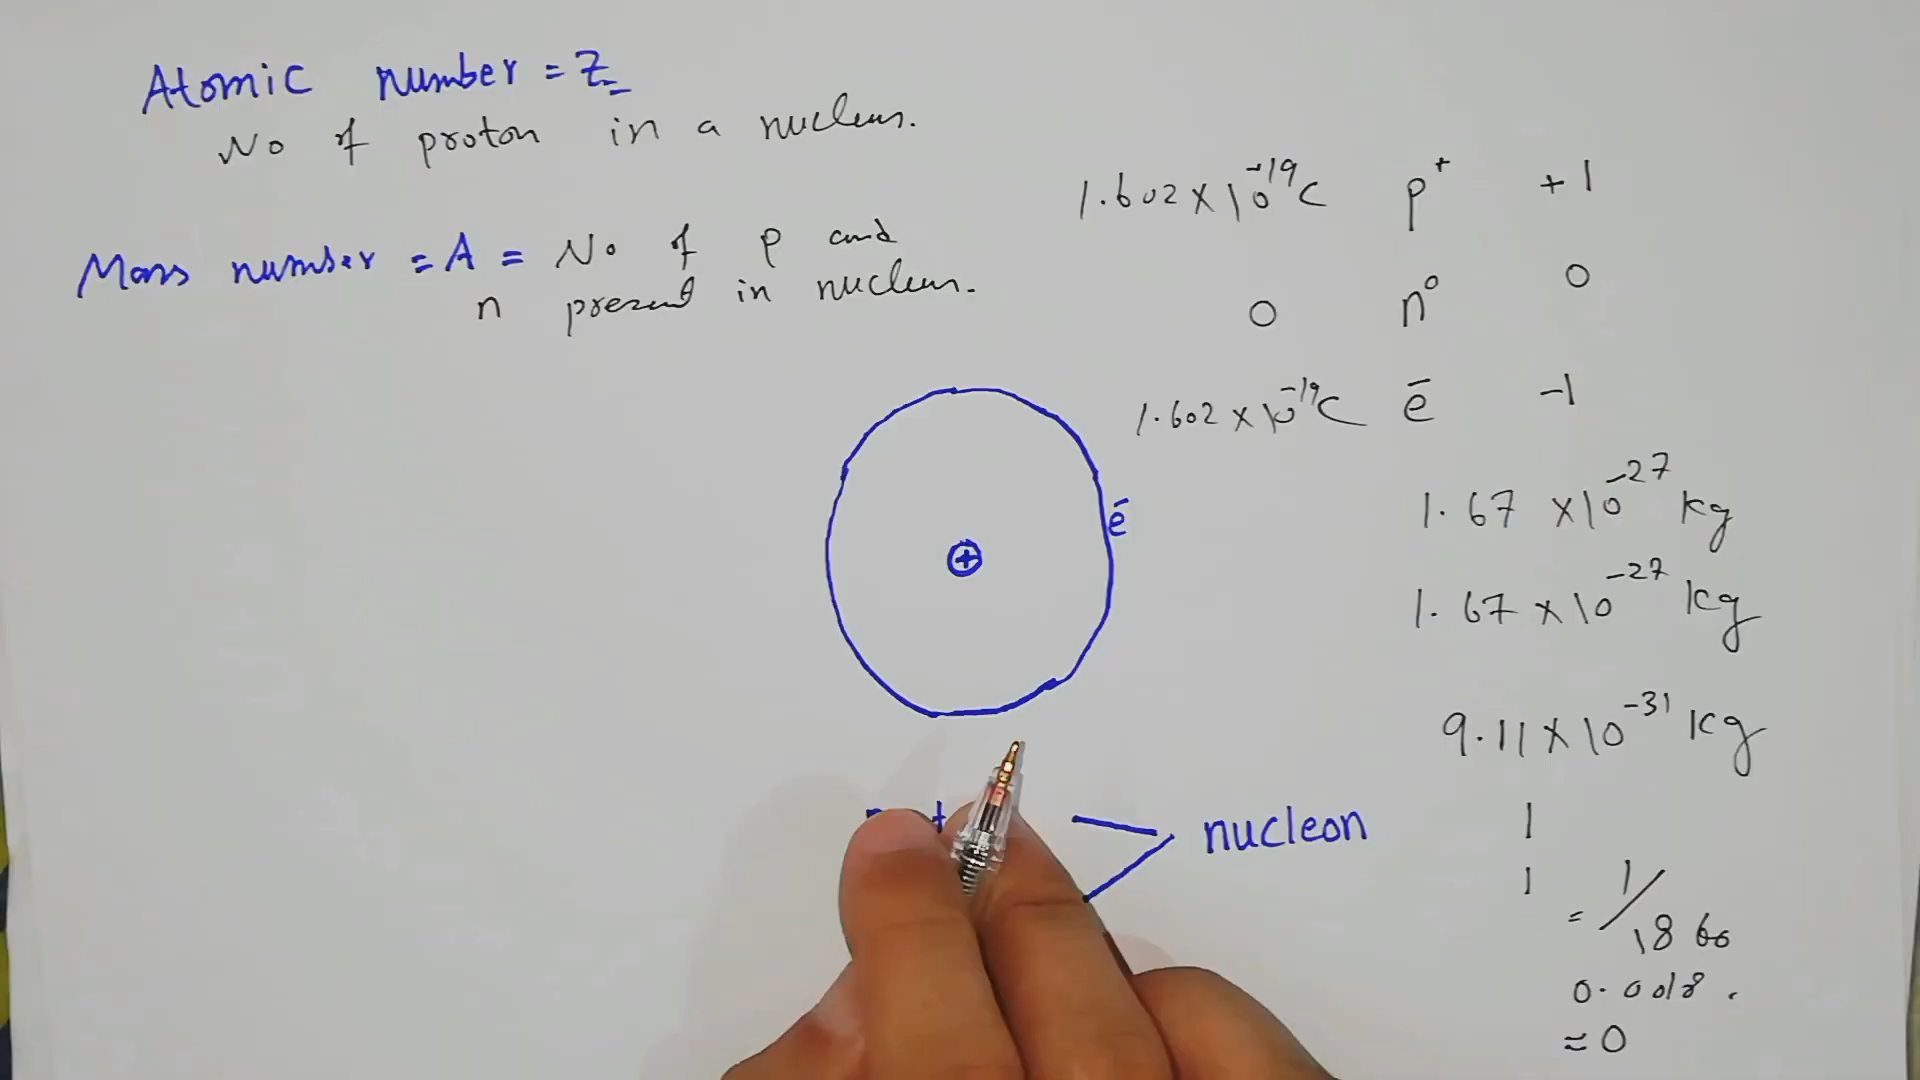 Atomic number = Z
No of proton in a nucleus.
Mass number = A = No of p and
n present in nucleus.
1.602 × 10⁻¹⁹ C p⁺ +1
0 n⁰ 0
1.602 × 10⁻¹⁹ C e⁻ -1
1.67 × 10⁻²⁷ kg
e⁻
+
1.67 × 10⁻²⁷ kg
9.11 × 10⁻³¹ kg
nucleon
1
1
= 1/1860
0.0018.
≈ 0